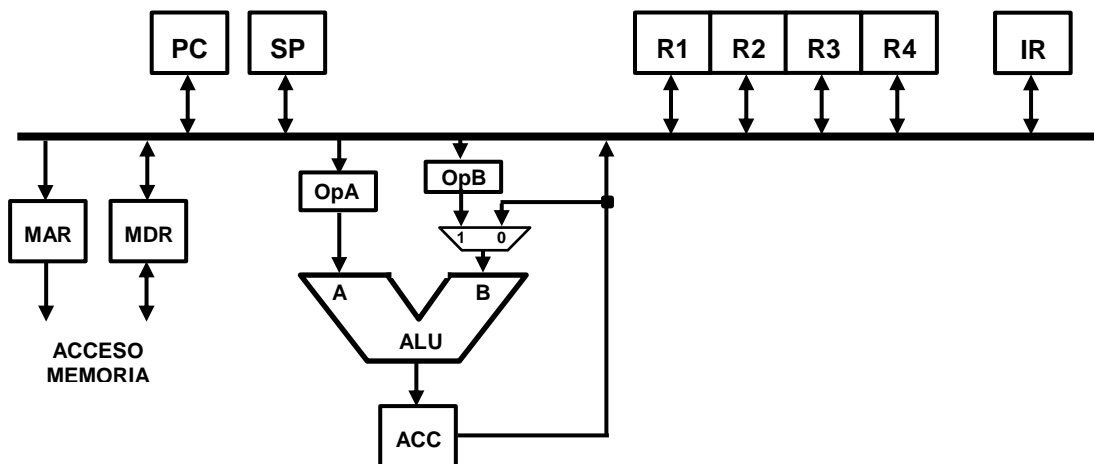 PC SP R1 R2 R3 R4 IR
OpA OpB
MAR MDR
1 0
A B
ALU
ACCESO
MEMORIA
ACC